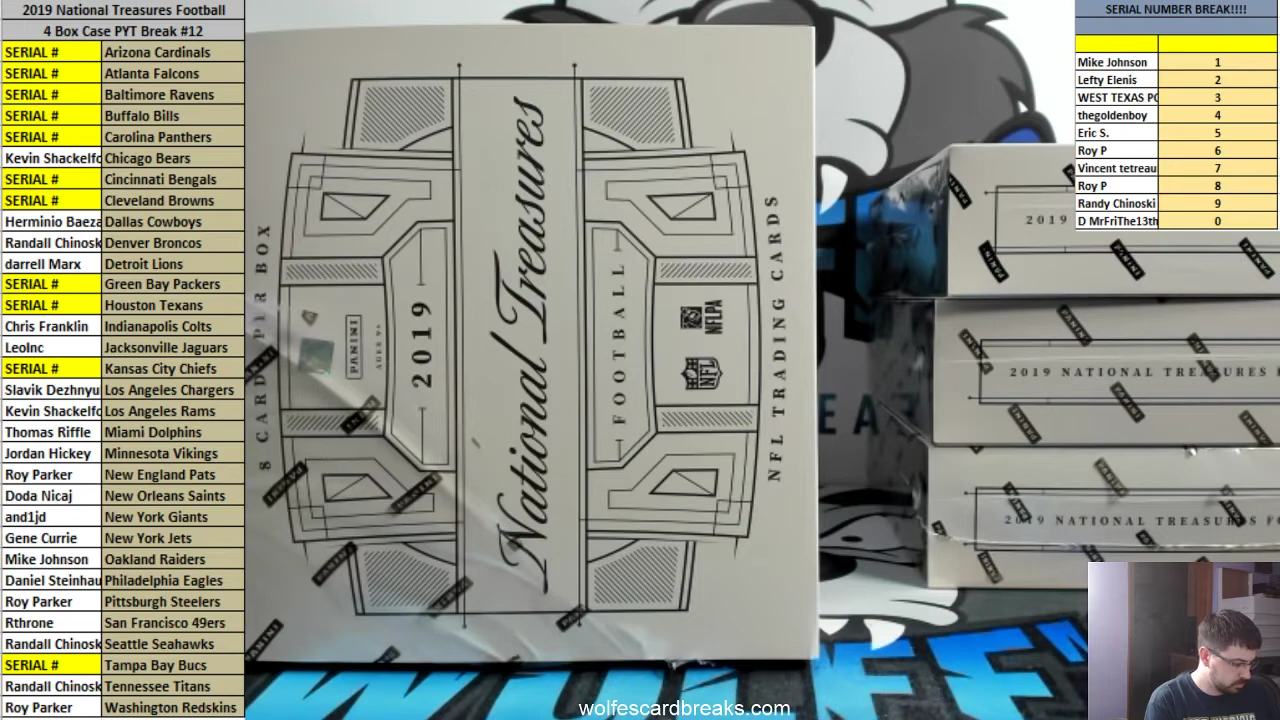 2019 National Treasures Football
4 Box Case PYT Break #12
SERIAL # Arizona Cardinals
SERIAL # Atlanta Falcons
SERIAL # Baltimore Ravens
SERIAL # Buffalo Bills
SERIAL # Carolina Panthers
Kevin Shackelfo Chicago Bears
SERIAL # Cincinnati Bengals
SERIAL # Cleveland Browns
Herminio Baeza Dallas Cowboys
Randall Chinosk Denver Broncos
darrell Marx Detroit Lions
SERIAL # Green Bay Packers
SERIAL # Houston Texans
Chris Franklin Indianapolis Colts
LeoInc Jacksonville Jaguars
SERIAL # Kansas City Chiefs
Slavik Dezhnyu Los Angeles Chargers
Kevin Shackelfo Los Angeles Rams
Thomas Riffle Miami Dolphins
Jordan Hickey Minnesota Vikings
Roy Parker New England Pats
Doda Nicaj New Orleans Saints
and1jd New York Giants
Gene Currie New York Jets
Mike Johnson Oakland Raiders
Daniel Steinhau Philadelphia Eagles
Roy Parker Pittsburgh Steelers
Rthrone San Francisco 49ers
Randall Chinosk Seattle Seahawks
SERIAL # Tampa Bay Bucs
Randall Chinosk Tennessee Titans
Roy Parker Washington Redskins
8 CARDS PER BOX
PANINI
AGES 9+
2019
National Treasures
FOOTBALL
NFLPA
NFL
NFL TRADING CARDS
2019
2019 NATIONAL TREASURES
2019 NATIONAL TREASURES FO
PANINI
WOLFE
wolfescardbreaks.com
SERIAL NUMBER BREAK!!!!
Mike Johnson 1
Lefty Elenis 2
WEST TEXAS PO 3
thegoldenboy 4
Eric S. 5
Roy P 6
Vincent tetreau 7
Roy P 8
Randy Chinoski 9
D MrFriThe13th 0